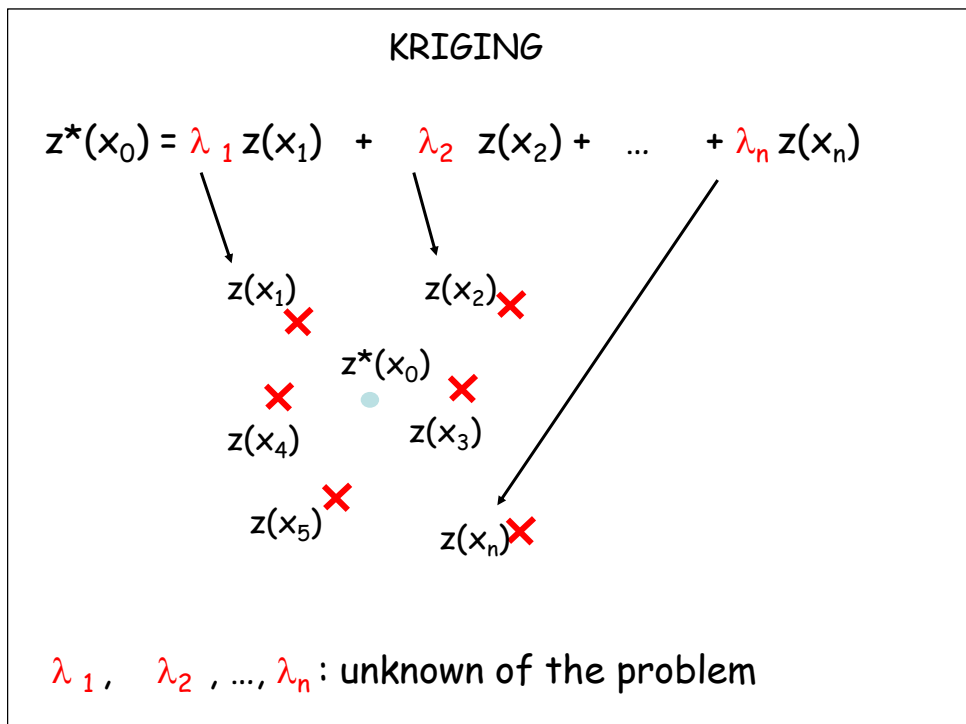 KRIGING
z*(x₀) = λ ₁ z(x₁) + λ₂ z(x₂) + ... + λₙ z(xₙ)
z(x₁) z(x₂)
z*(x₀)
z(x₄) z(x₃)
z(x₅) z(xₙ)
λ ₁ , λ₂ , ..., λₙ : unknown of the problem